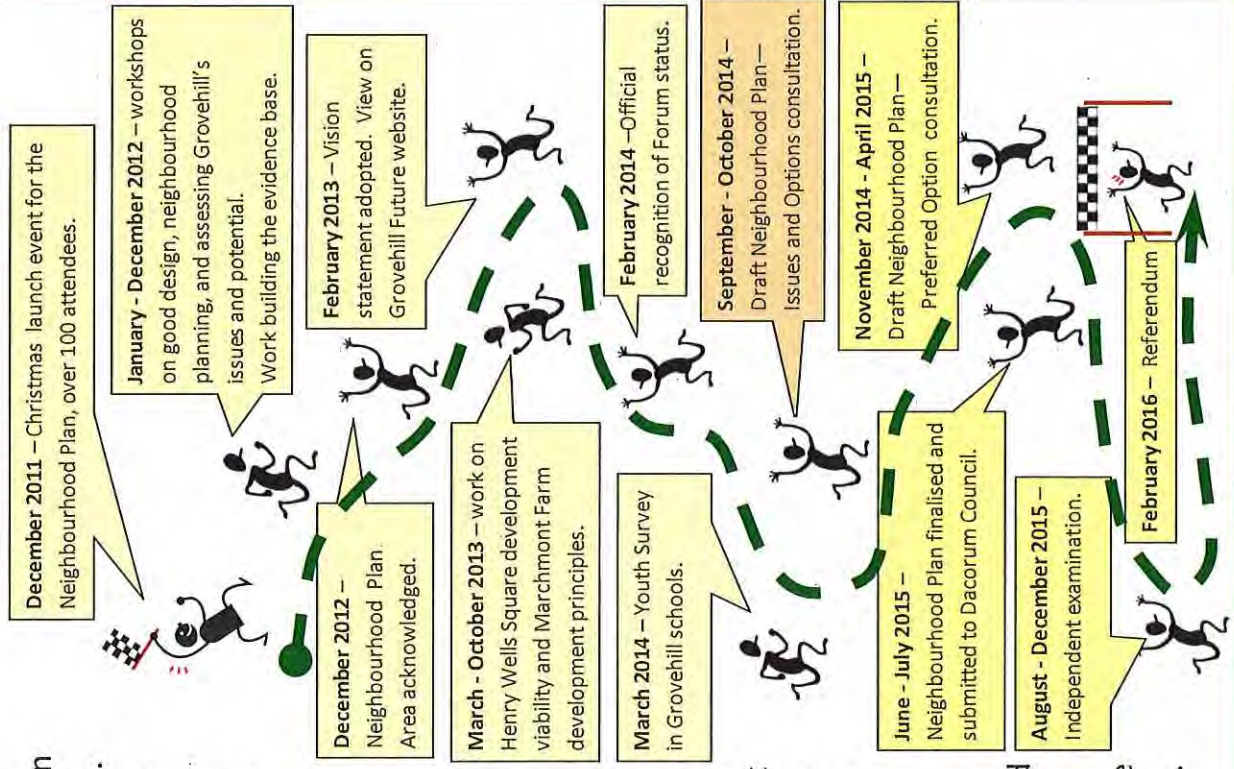 December 2011 – Christmas launch event for the
Neighbourhood Plan, over 100 attendees.
January - December 2012 – workshops
on good design, neighbourhood
planning, and assessing Grovehill's
issues and potential.
Work building the evidence base.
December 2012 –
Neighbourhood Plan
Area acknowledged.
February 2013 – Vision
statement adopted. View on
Grovehill Future website.
March - October 2013 – work on
Henry Wells Square development
viability and Marchmont Farm
development principles.
February 2014 –Official
recognition of Forum status.
March 2014 – Youth Survey
in Grovehill schools.
September - October 2014 –
Draft Neighbourhood Plan—
Issues and Options consultation.
November 2014 - April 2015 –
Draft Neighbourhood Plan—
Preferred Option consultation.
June - July 2015 –
Neighbourhood Plan finalised and
submitted to Dacorum Council.
August - December 2015 –
Independent examination.
February 2016 – Referendum